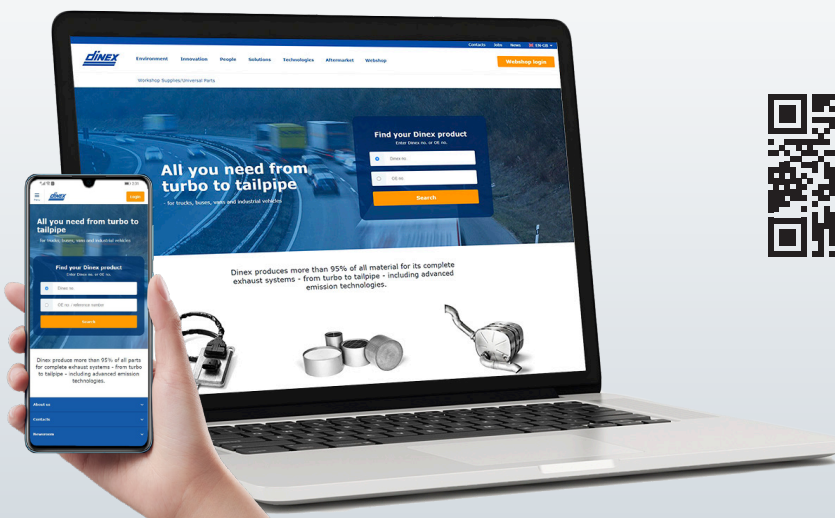 Contacts Jobs News EN-GB
dinex
Environment Innovation People Solutions Technologies Aftermarket Webshop
Webshop login
Workshop Supplies/Universal Parts
All you need from
turbo to tailpipe
- for trucks, buses, vans and industrial vehicles
Find your Dinex product
Enter Dinex no. or OE no.
Dinex no.
OE no.
Search
Dinex produces more than 95% of all material for its complete
exhaust systems - from turbo to tailpipe - including advanced
emission technologies.
dinex
Login
All you need from turbo to
tailpipe
- for trucks, buses, vans and industrial vehicles
Find your Dinex product
Enter Dinex no. or OE no.
Dinex no.
OE no. / reference number
Search
Dinex produce more than 95% of all parts
for complete exhaust systems - from turbo
to tailpipe - including advanced emission
technologies.
About us
Contacts
Newsroom